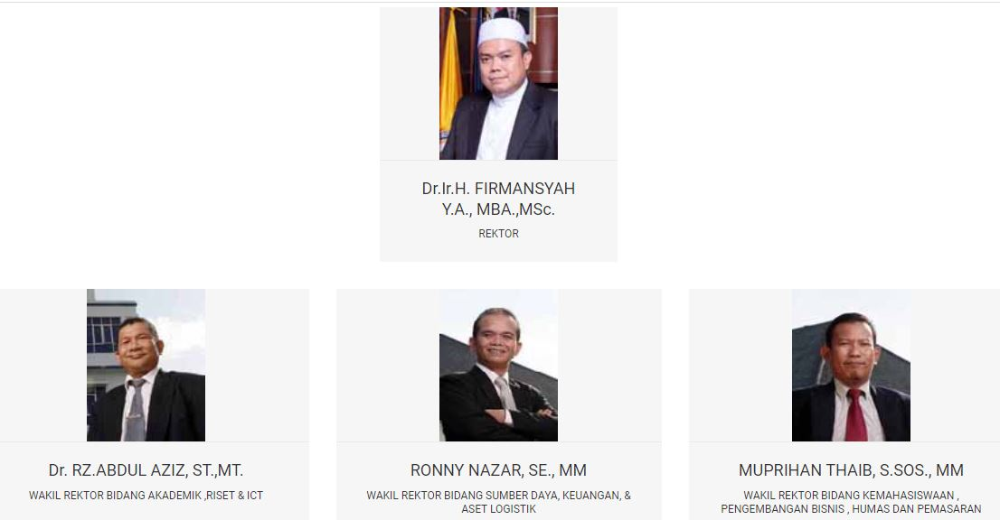 Dr.Ir.H. FIRMANSYAH
Y.A., MBA.,MSc.
REKTOR
Dr. RZ.ABDUL AZIZ, ST.,MT.
WAKIL REKTOR BIDANG AKADEMIK ,RISET & ICT
RONNY NAZAR, SE., MM
WAKIL REKTOR BIDANG SUMBER DAYA, KEUANGAN, &
ASET LOGISTIK
MUPRIHAN THAIB, S.SOS., MM
WAKIL REKTOR BIDANG KEMAHASISWAAN ,
PENGEMBANGAN BISNIS , HUMAS DAN PEMASARAN